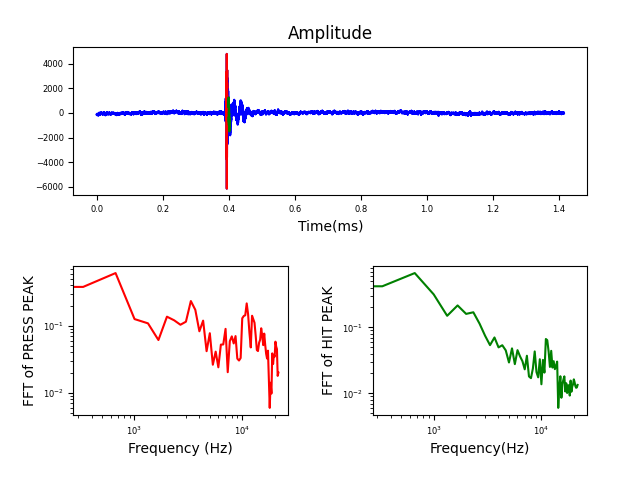 Amplitude
4000
2000
0
−2000
−4000
−6000
0.0 0.2 0.4 0.6 0.8 1.0 1.2 1.4
Time(ms)
FFT of PRESS PEAK
10⁻¹
10⁻²
10³ 10⁴
Frequency (Hz)
FFT of HIT PEAK
10⁻¹
10⁻²
10³ 10⁴
Frequency(Hz)